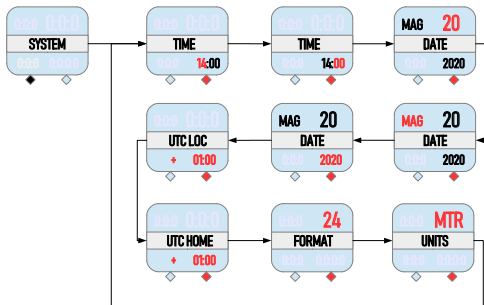 SYSTEM
TIME
14:00
TIME
14:00
MAG 20
DATE
2020
MAG 20
DATE
2020
MAG 20
DATE
2020
UTC LOC
+ 01:00
UTC HOME
+ 01:00
24
FORMAT
MTR
UNITS